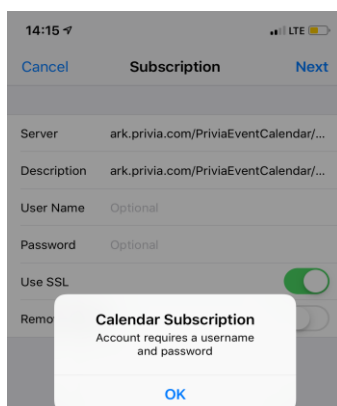 14:15 LTE
Cancel Subscription Next
Server ark.privia.com/PriviaEventCalendar/...
Description ark.privia.com/PriviaEventCalendar/...
User Name Optional
Password Optional
Use SSL
Remo
Calendar Subscription
Account requires a username
and password
OK